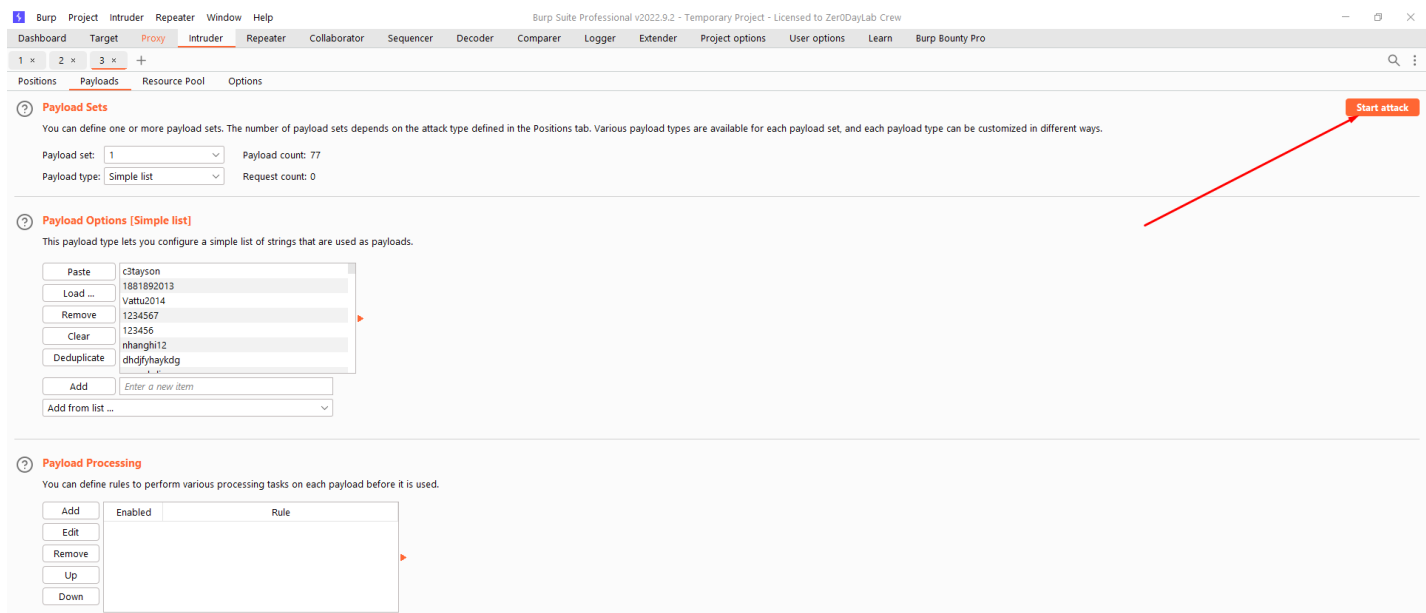 Burp Project Intruder Repeater Window Help Burp Suite Professional v2022.9.2 - Temporary Project - Licensed to Zer0DayLab Crew
Dashboard Target Proxy Intruder Repeater Collaborator Sequencer Decoder Comparer Logger Extender Project options User options Learn Burp Bounty Pro
1 × 2 × 3 × +
Positions Payloads Resource Pool Options
? Payload Sets Start attack
You can define one or more payload sets. The number of payload sets depends on the attack type defined in the Positions tab. Various payload types are available for each payload set, and each payload type can be customized in different ways.
Payload set: 1 Payload count: 77
Payload type: Simple list Request count: 0
? Payload Options [Simple list]
This payload type lets you configure a simple list of strings that are used as payloads.
Paste
Load ...
Remove
Clear
Deduplicate
c3tayson
1881892013
Vattu2014
1234567
123456
nhanghi12
dhdjfyhaykdg
Add Enter a new item
Add from list ...
? Payload Processing
You can define rules to perform various processing tasks on each payload before it is used.
Add
Edit
Remove
Up
Down
Enabled Rule